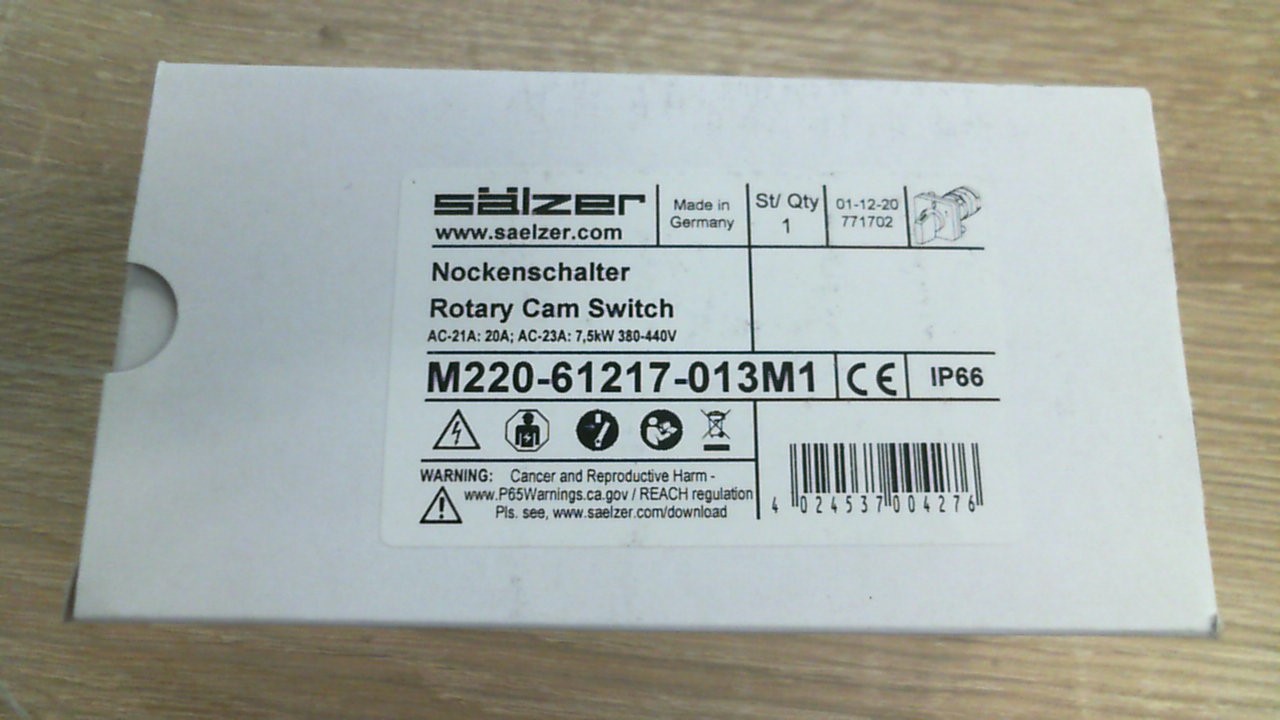 sälzer
www.saelzer.com
Made in
Germany
St/ Qty
1
01-12-20
771702
Nockenschalter
Rotary Cam Switch
AC-21A: 20A; AC-23A: 7,5kW 380-440V
M220-61217-013M1
CE
IP66
WARNING: Cancer and Reproductive Harm -
www.P65Warnings.ca.gov / REACH regulation
Pls. see, www.saelzer.com/download
4 024537 004276